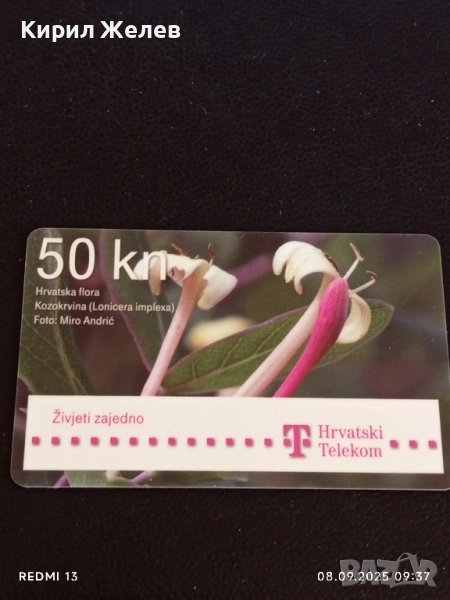 Кирил Желев
50 kn
Hrvatska flora
Kozokrvina (Lonicera implexa)
Foto: Miro Andrić
Živjeti zajedno
T Hrvatski
Telekom
REDMI 13
08.09.2025 09:37
BAZAR